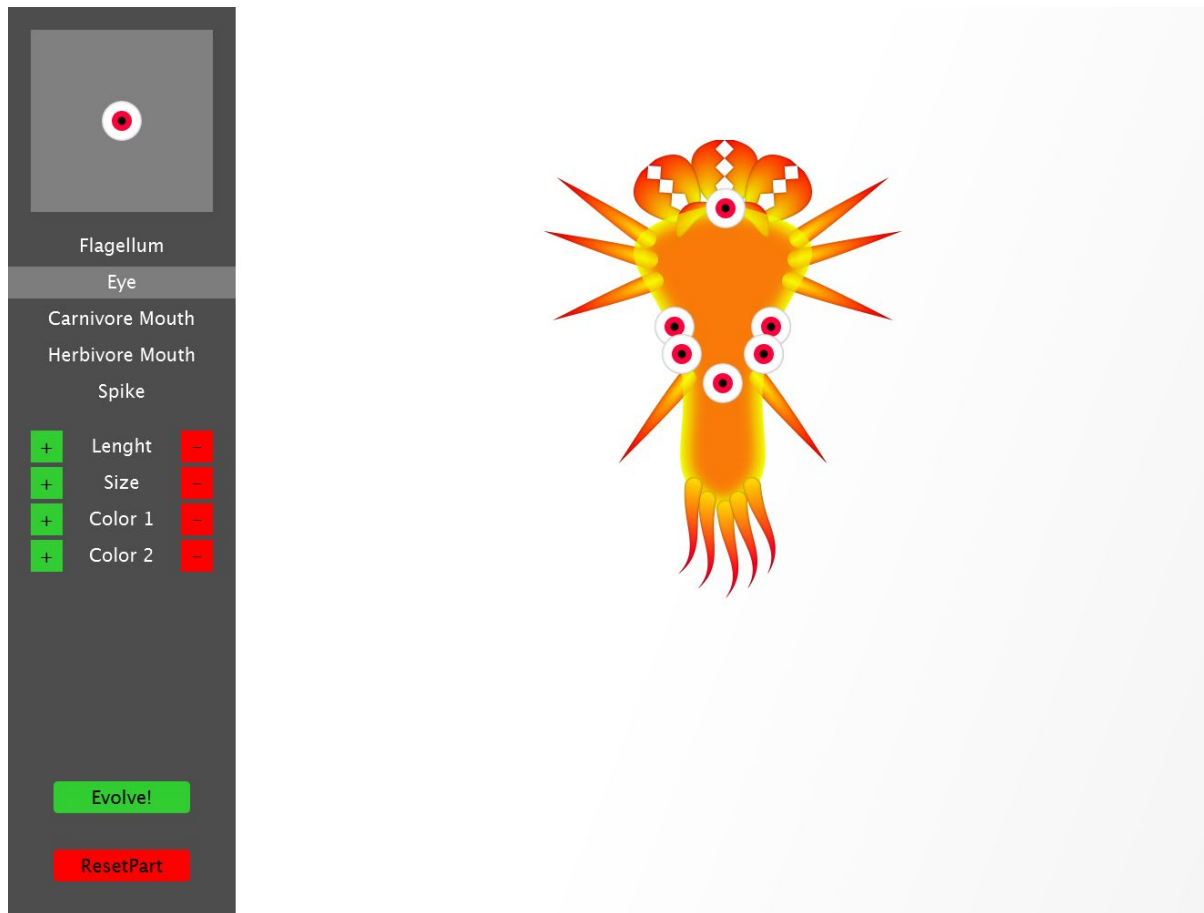 Flagellum
Eye
Carnivore Mouth
Herbivore Mouth
Spike
+ Lenght -
+ Size -
+ Color 1 -
+ Color 2 -
Evolve!
ResetPart